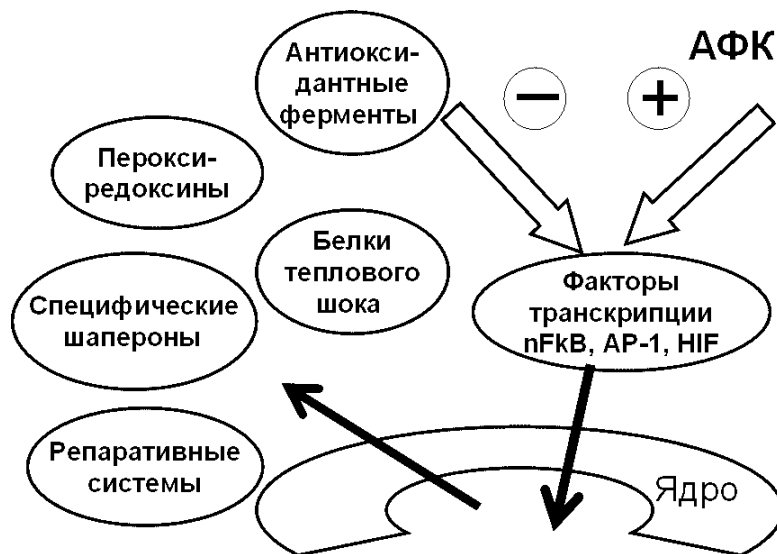 Антиокси-
дантные
ферменты
−
+
АФК
Перокси-
редоксины
Белки
теплового
шока
Специфические
шапероны
Факторы
транскрипции
nFkB, AP-1, HIF
Репаративные
системы
Ядро